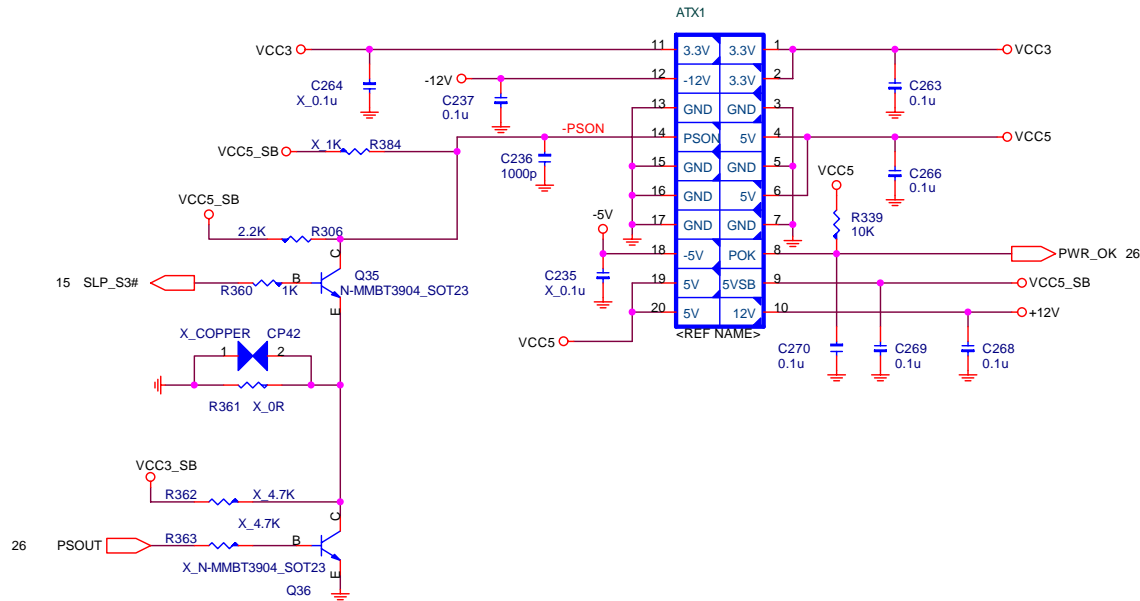 ATX1
VCC3
11
3.3V
3.3V
1
VCC3
-12V
12
-12V
3.3V
2
C264
X_0.1u
C237
0.1u
C263
0.1u
13
GND
GND
3
-PSON
14
PSON
5V
4
VCC5
VCC5_SB
X_1K
R384
C236
1000p
15
GND
GND
5
VCC5
C266
0.1u
16
GND
5V
6
VCC5_SB
-5V
17
GND
GND
7
R339
10K
2.2K
R306
18
-5V
POK
8
PWR_OK 26
C
15 SLP_S3#
R360
1K
B
Q35
N-MMBT3904_SOT23
E
C235
X_0.1u
19
5V
5VSB
9
VCC5_SB
20
5V
12V
10
+12V
<REF NAME>
VCC5
C270
0.1u
C269
0.1u
C268
0.1u
X_COPPER
CP42
1
2
R361
X_0R
VCC3_SB
R362
X_4.7K
C
X_4.7K
26 PSOUT
R363
B
X_N-MMBT3904_SOT23
E
Q36